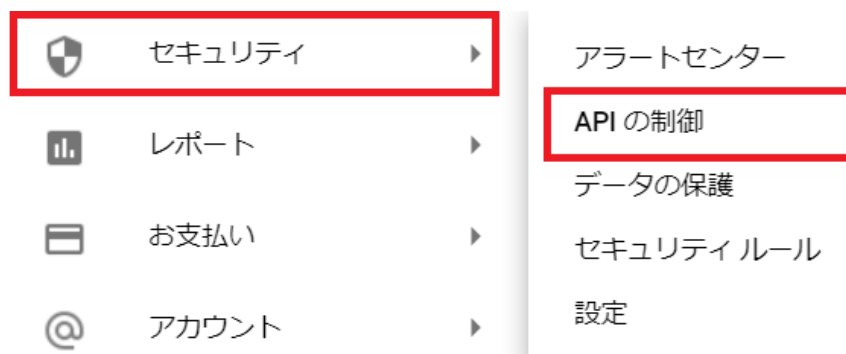 セキュリティ
レポート
お支払い
アカウント
アラートセンター
API の制御
データの保護
セキュリティ ルール
設定